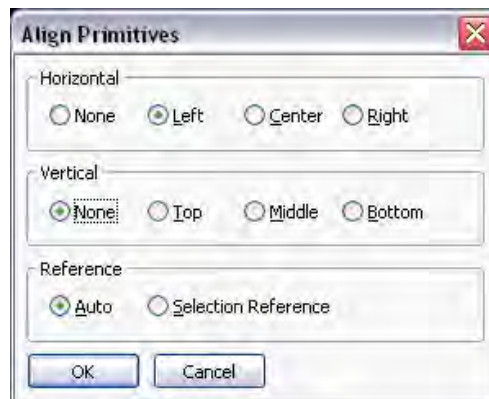 Align Primitives
Horizontal
None Left Center Right
Vertical
None Top Middle Bottom
Reference
Auto Selection Reference
OK Cancel